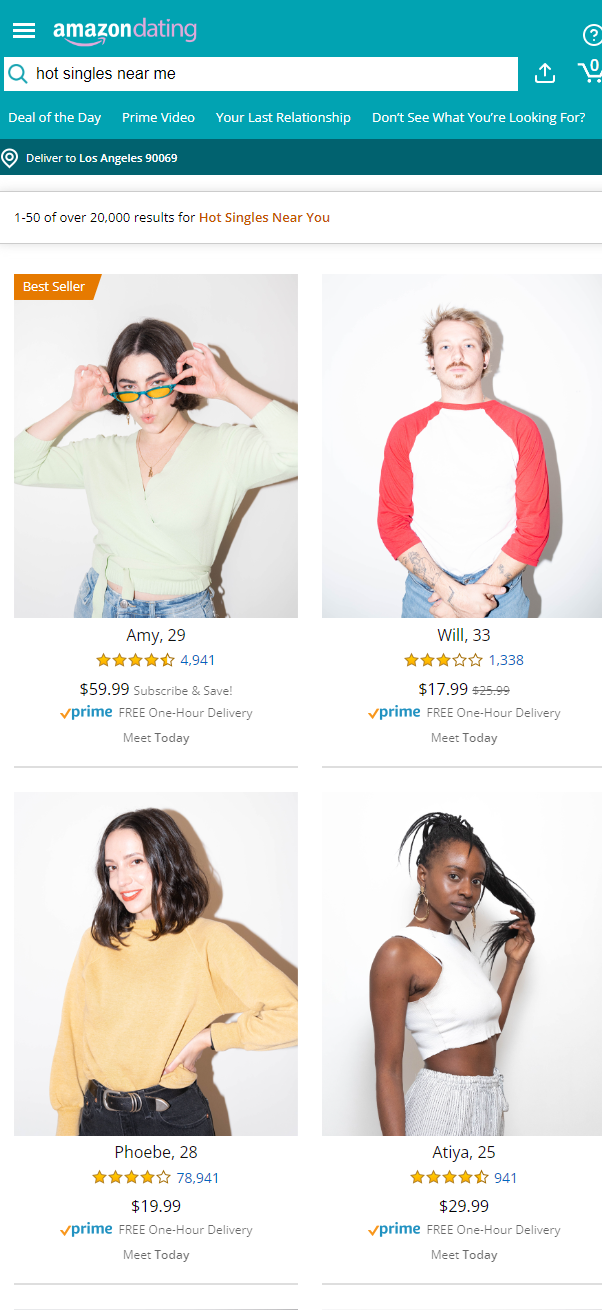 amazondating
?
hot singles near me
0
Deal of the Day Prime Video Your Last Relationship Don't See What You're Looking For?
Deliver to Los Angeles 90069
1-50 of over 20,000 results for Hot Singles Near You
Best Seller
Amy, 29
4,941
$59.99 Subscribe & Save!
prime FREE One-Hour Delivery
Meet Today
Will, 33
1,338
$17.99 $25.99
prime FREE One-Hour Delivery
Meet Today
Phoebe, 28
78,941
$19.99
prime FREE One-Hour Delivery
Meet Today
Atiya, 25
941
$29.99
prime FREE One-Hour Delivery
Meet Today